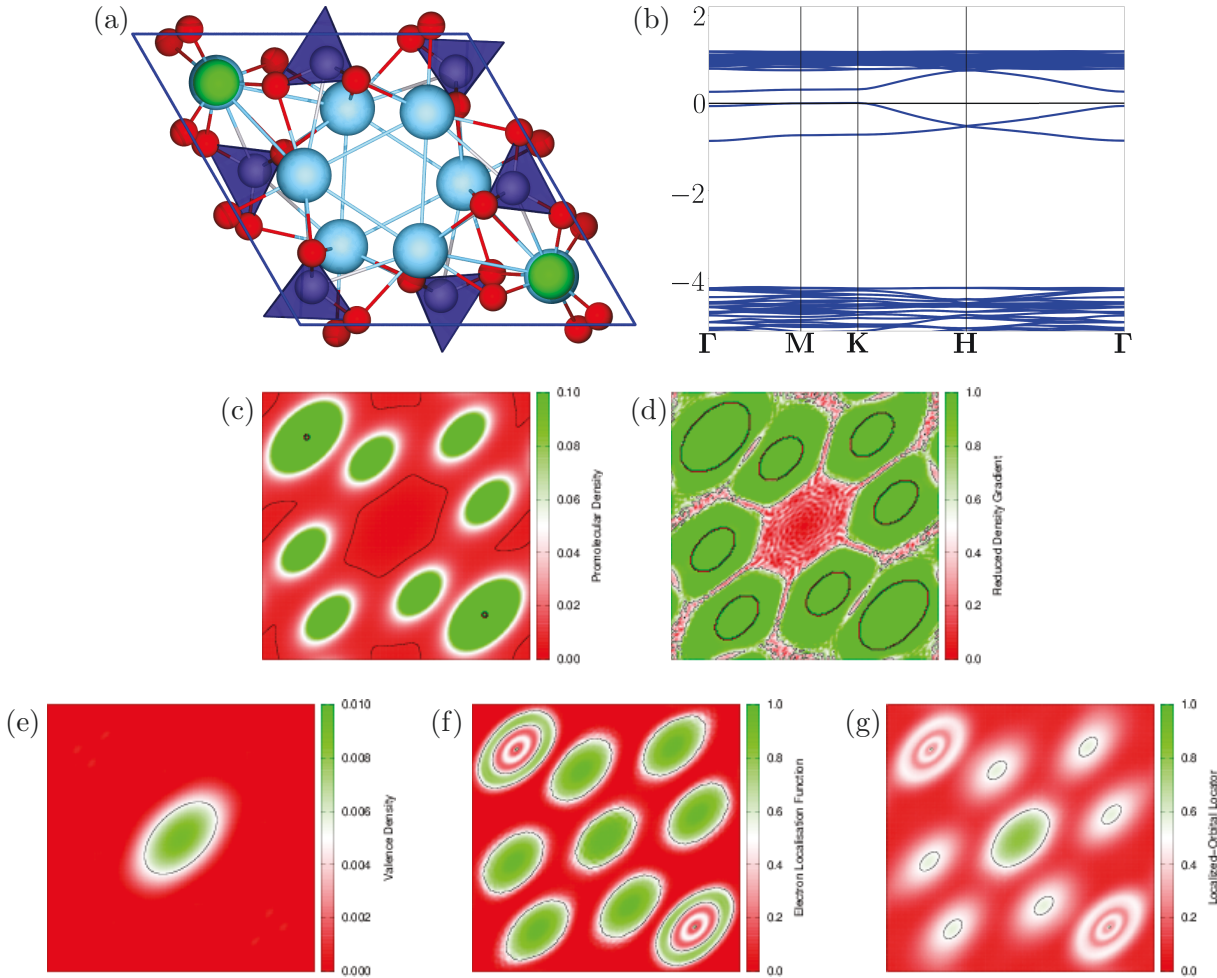 (a)
(b)
2
0
−2
−4
Γ M K H Γ
(c)
0.10
0.08
0.06
0.04
0.02
0.00
Promolecular Density
(d)
1.0
0.8
0.6
0.4
0.2
0.0
Reduced Density Gradient
(e)
0.010
0.008
0.006
0.004
0.002
0.000
Valence Density
(f)
1.0
0.8
0.6
0.4
0.2
0.0
Electron Localisation Function
(g)
1.0
0.8
0.6
0.4
0.2
0.0
Localized-Orbital Locator